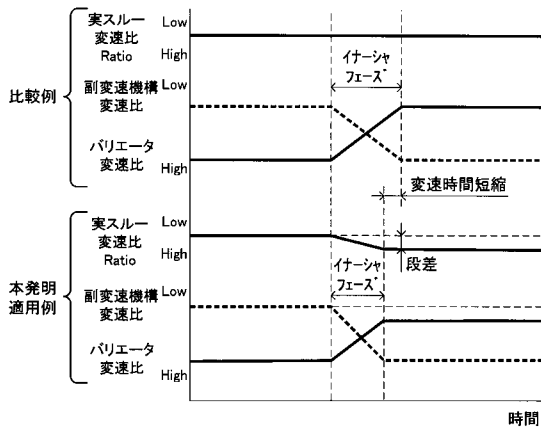 比較例
実スルー
変速比
Ratio
Low
High
イナーシャ
フェーズ
副変速機構
変速比
Low
バリエータ
変速比
High
変速時間短縮
本発明
適用例
実スルー
変速比
Ratio
Low
High
段差
イナーシャ
フェーズ
副変速機構
変速比
Low
バリエータ
変速比
High
時間